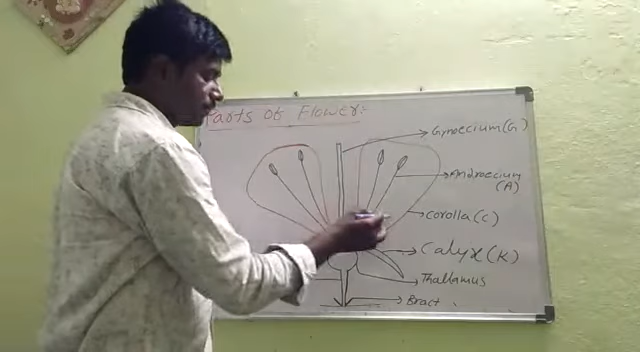 Parts of Flower:-
Gynoecium(G)
Androecium
(A)
corolla(C)
Calyx(K)
Thallamus
Bract